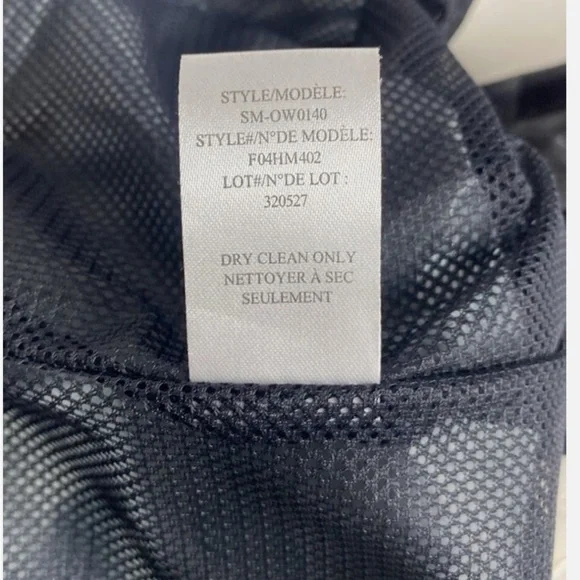 STYLE/MODÈLE:
SM-OW0140
STYLE#/N°DE MODÈLE:
F04HM402
LOT#/N°DE LOT :
320527
DRY CLEAN ONLY
NETTOYER À SEC
SEULEMENT